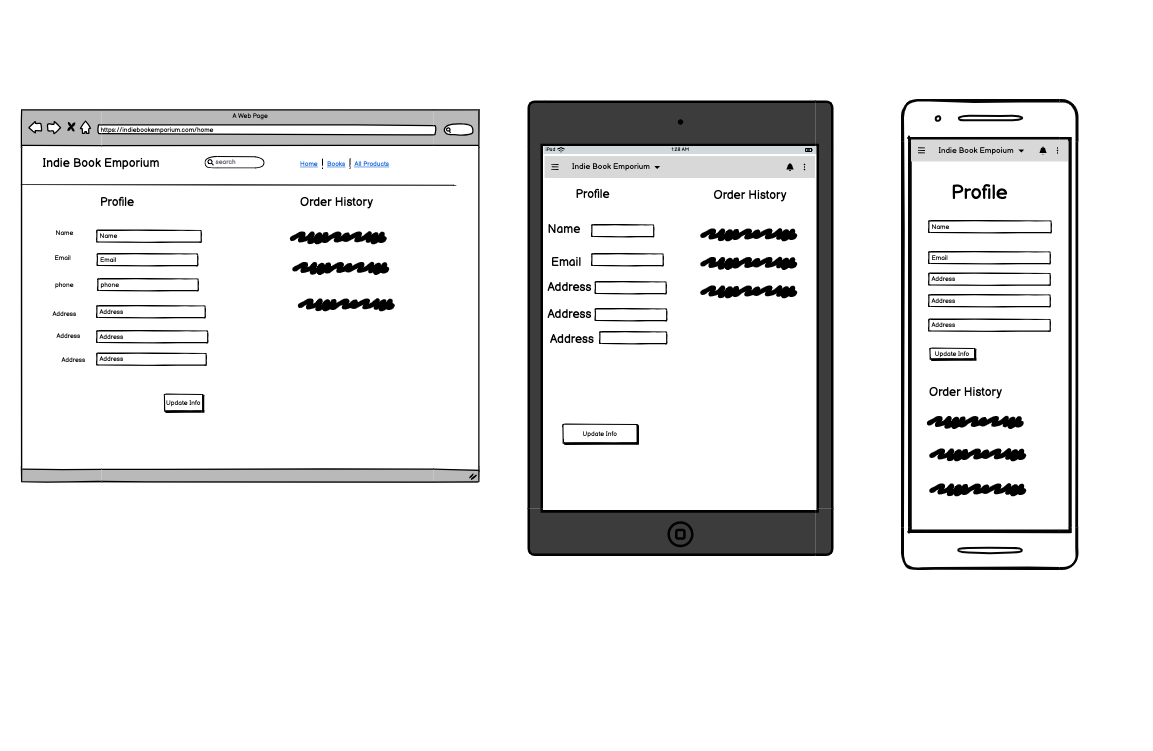 A Web Page
https://indiebookemporium.com/home
Indie Book Emporium
search
Home | Books | All Products
Profile
Order History
Name
Name
Email
Email
phone
phone
Address
Address
Address
Address
Address
Address
Update Info
iPod
1:28 AM
Indie Book Emporium
Profile
Order History
Name
Email
Address
Address
Address
Update Info
Indie Book Empoium
Profile
Name
Email
Address
Address
Address
Update Info
Order History